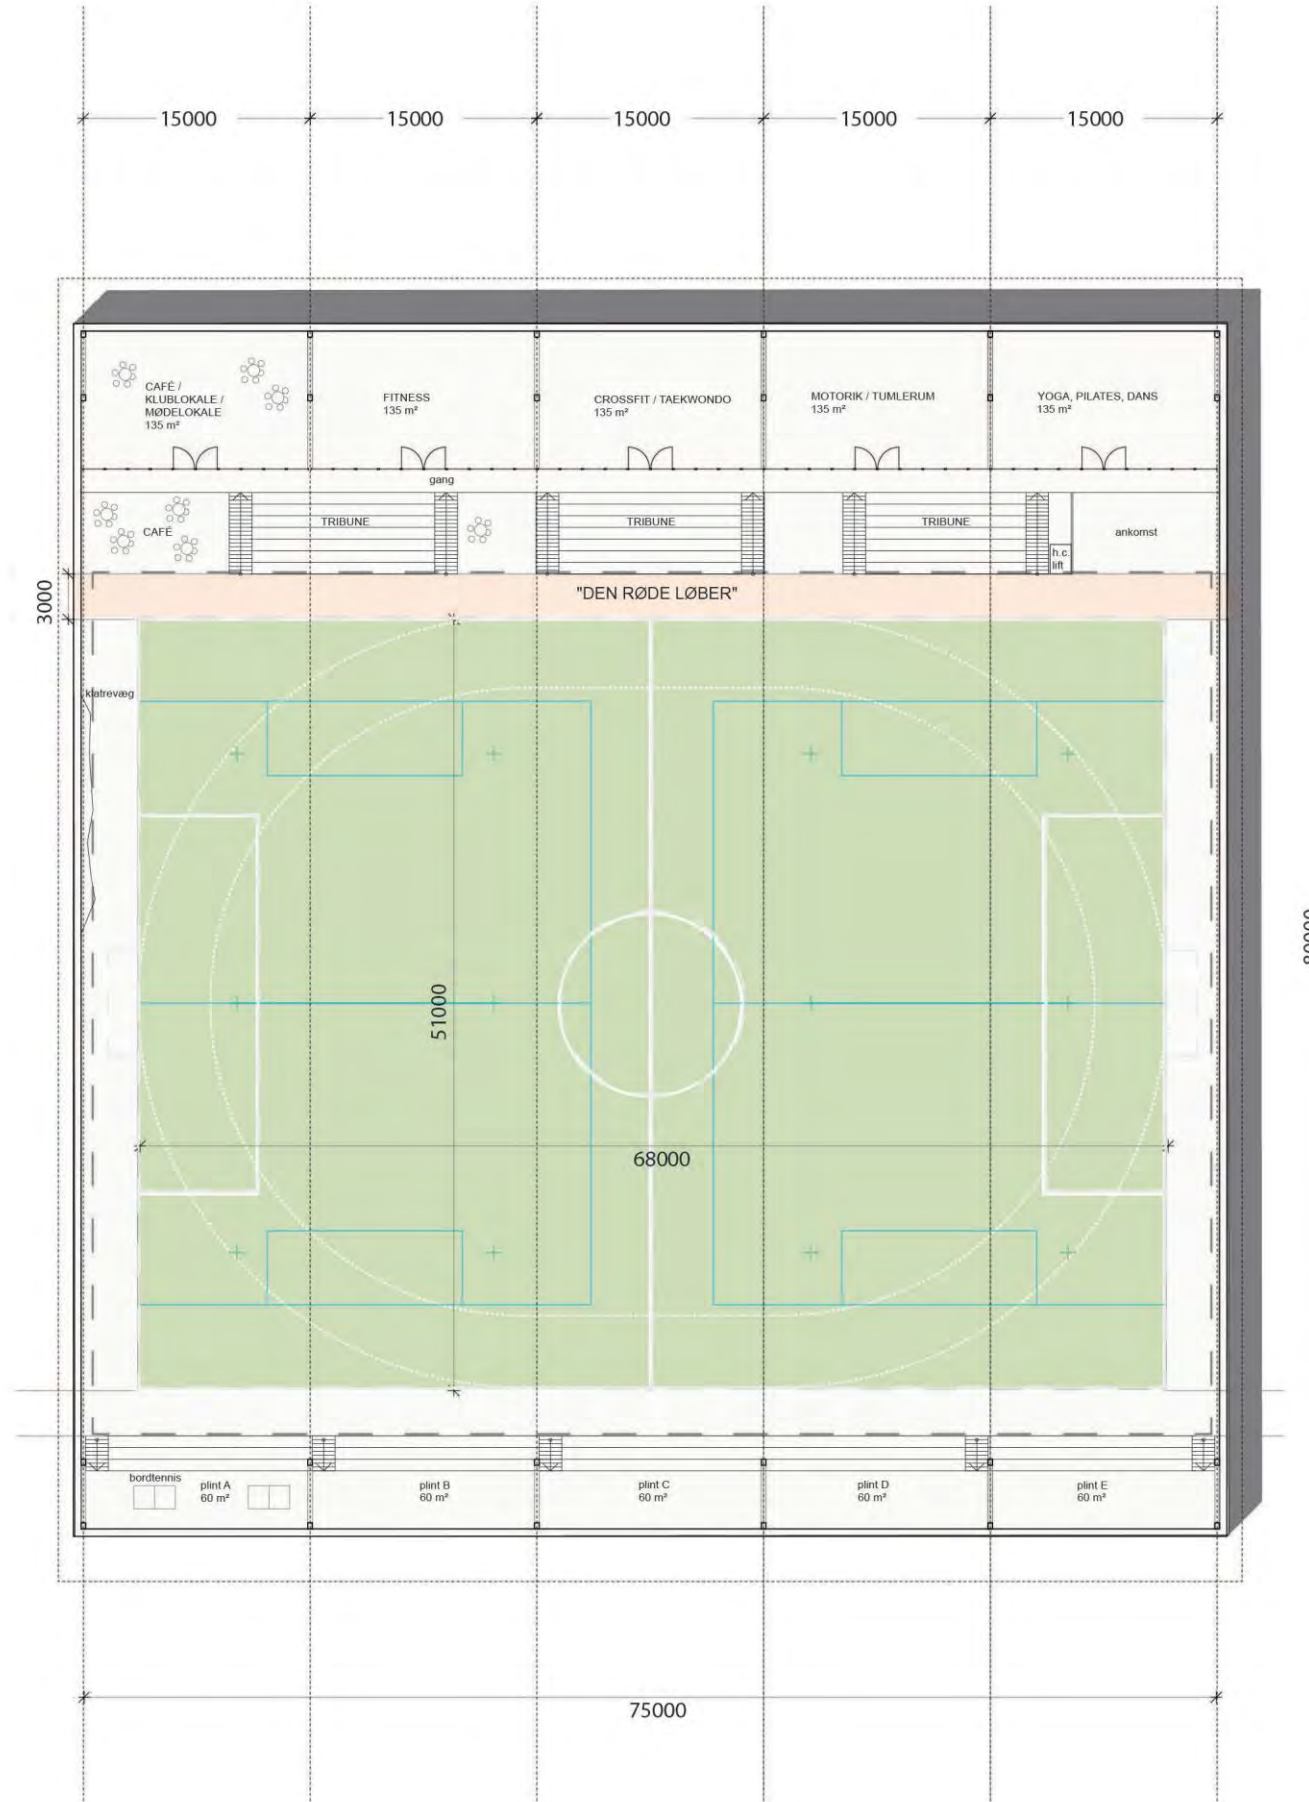 15000 15000 15000 15000 15000
CAFÉ /
KLUBLOKALE /
MØDELOKALE
135 m²
FITNESS
135 m²
CROSSFIT / TAEKWONDO
135 m²
MOTORIK / TUMLERUM
135 m²
YOGA, PILATES, DANS
135 m²
gang
CAFÉ
TRIBUNE
TRIBUNE
TRIBUNE
h.c.
lift
ankomst
3000
"DEN RØDE LØBER"
klatrevæg
80000
51000
68000
bordtennis
plint A
60 m²
plint B
60 m²
plint C
60 m²
plint D
60 m²
plint E
60 m²
75000